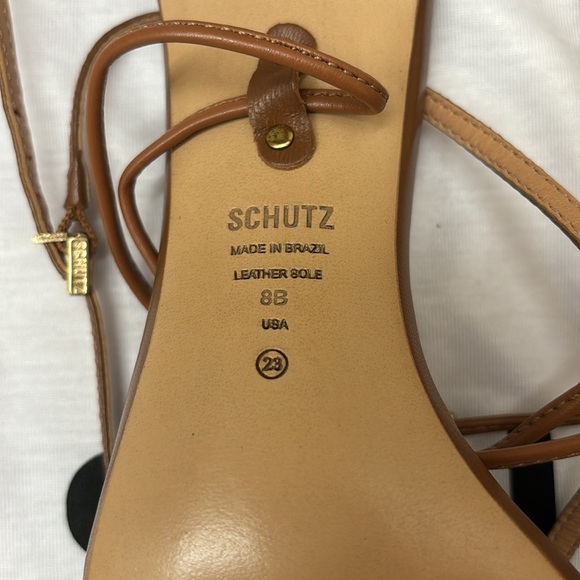 SCHUTZ
MADE IN BRAZIL
LEATHER SOLE
8B
USA
23
SCHUTZ